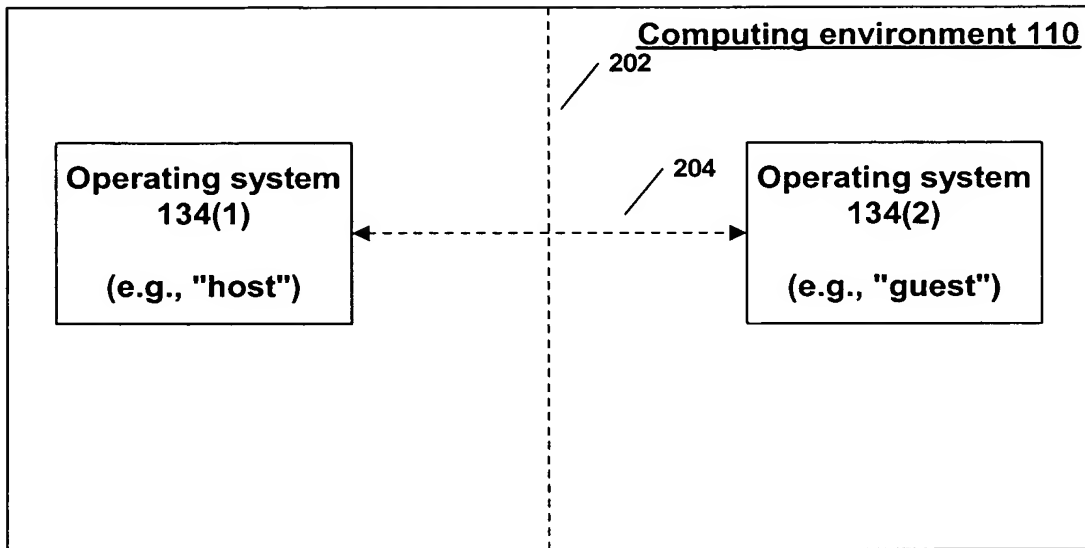 Computing environment 110
202
204
Operating system
134(1)
(e.g., "host")
Operating system
134(2)
(e.g., "guest")